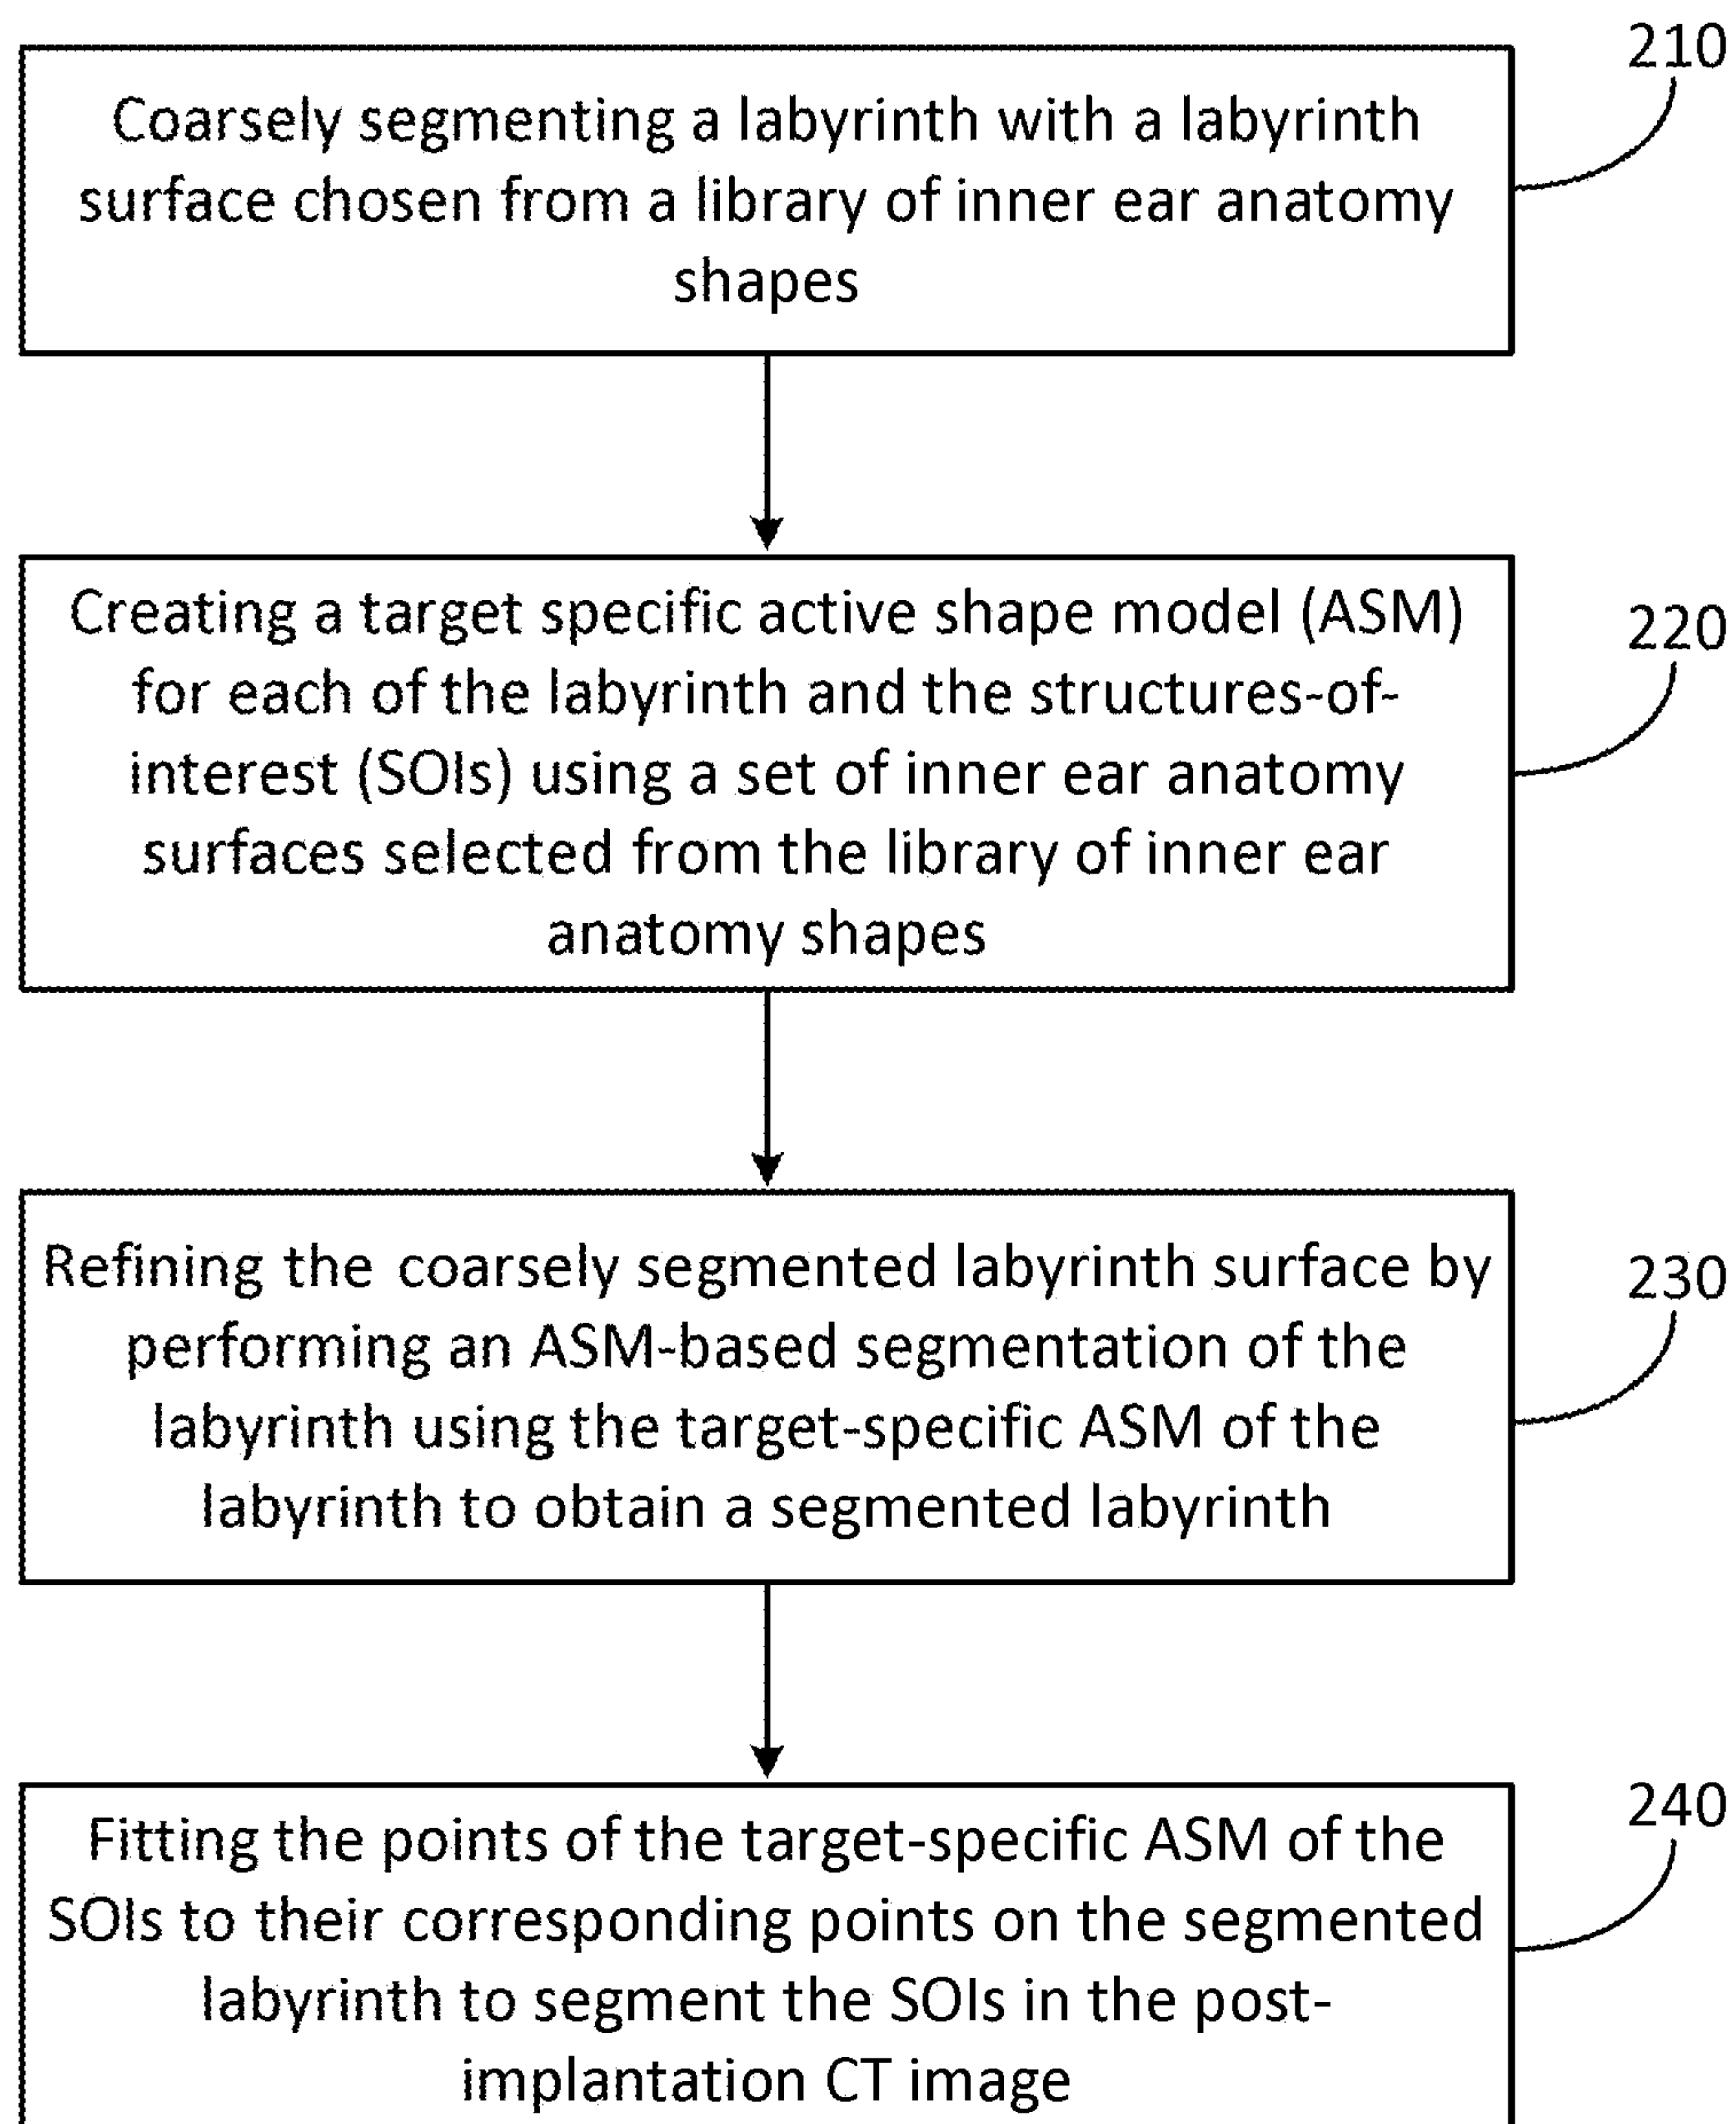 210
Coarsely segmenting a labyrinth with a labyrinth
surface chosen from a library of inner ear anatomy
shapes
220
Creating a target specific active shape model (ASM)
for each of the labyrinth and the structures-of-
interest (SOIs) using a set of inner ear anatomy
surfaces selected from the library of inner ear
anatomy shapes
230
Refining the coarsely segmented labyrinth surface by
performing an ASM-based segmentation of the
labyrinth using the target-specific ASM of the
labyrinth to obtain a segmented labyrinth
240
Fitting the points of the target-specific ASM of the
SOIs to their corresponding points on the segmented
labyrinth to segment the SOIs in the post-
implantation CT image